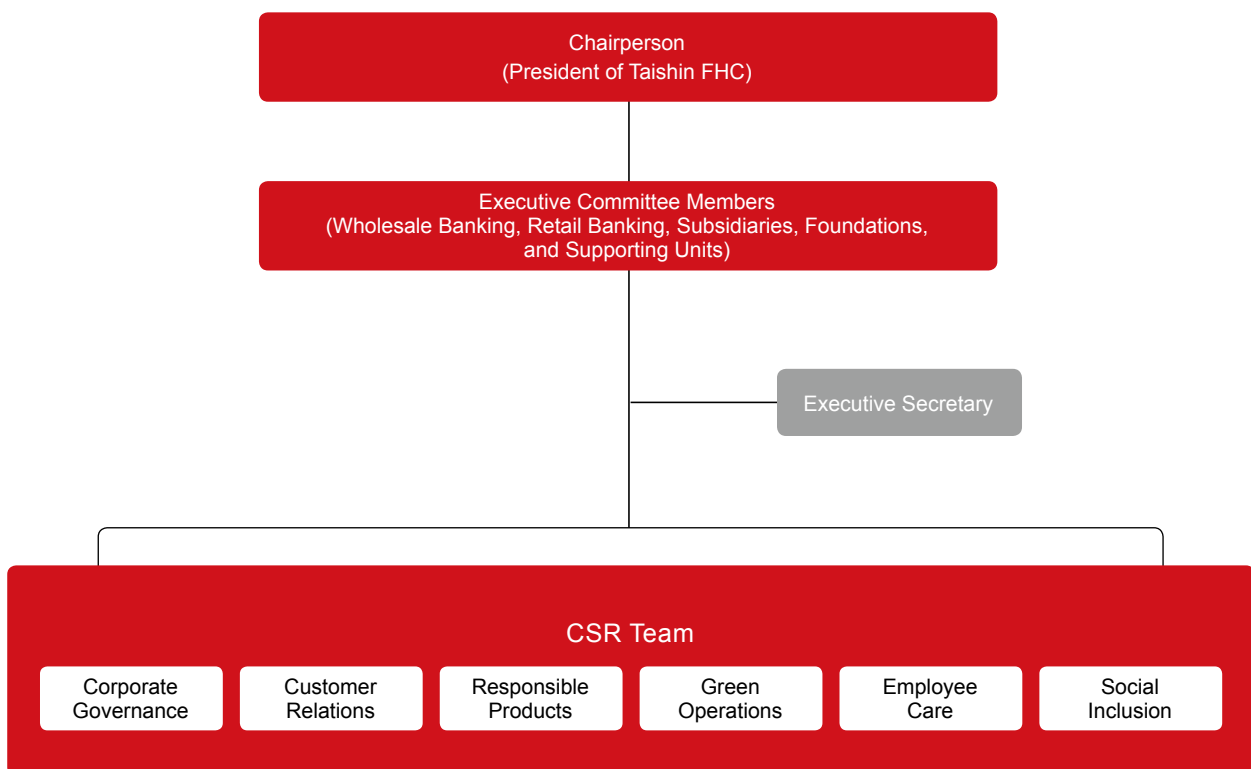 Chairperson
(President of Taishin FHC)
Executive Committee Members
(Wholesale Banking, Retail Banking, Subsidiaries, Foundations,
and Supporting Units)
Executive Secretary
CSR Team
Corporate
Governance
Customer
Relations
Responsible
Products
Green
Operations
Employee
Care
Social
Inclusion